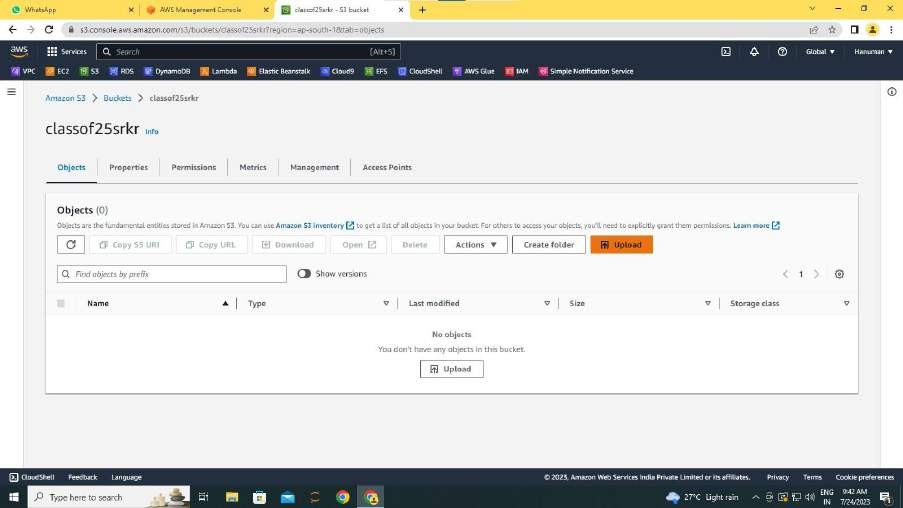 WhatsApp
AWS Management Console
classof25srkr - S3 bucket
s3.console.aws.amazon.com/s3/buckets/classof25srkr?region=ap-south-1&tab=objects
aws
Services
Search
[Alt+S]
Global
Hanuman
VPC EC2 S3 RDS DynamoDB Lambda Elastic Beanstalk Cloud9 EFS CloudShell AWS Glue IAM Simple Notification Service
Amazon S3 > Buckets > classof25srkr
classof25srkr Info
Objects Properties Permissions Metrics Management Access Points
Objects (0)
Objects are the fundamental entities stored in Amazon S3. You can use Amazon S3 inventory to get a list of all objects in your bucket. For others to access your objects, you'll need to explicitly grant them permissions. Learn more
Copy S3 URI Copy URL Download Open Delete Actions Create folder Upload
Find objects by prefix
Show versions
1
Name Type Last modified Size Storage class
No objects
You don't have any objects in this bucket.
Upload
CloudShell Feedback Language
© 2023, Amazon Web Services India Private Limited or its affiliates. Privacy Terms Cookie preferences
Type here to search
27°C Light rain
ENG
IN
9:42 AM
7/24/2023